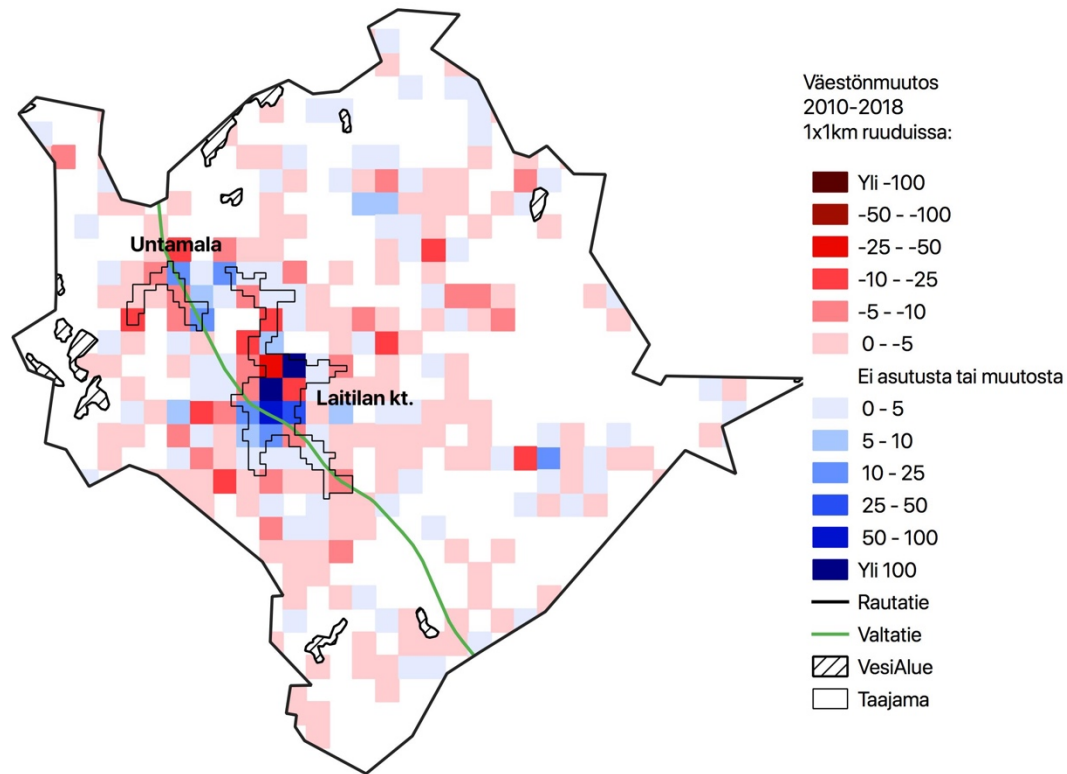 Untamala
Laitilan kt.
Väestönmuutos
2010-2018
1x1km ruuduissa:
Yli -100
-50 - -100
-25 - -50
-10 - -25
-5 - -10
0 - -5
Ei asutusta tai muutosta
0 - 5
5 - 10
10 - 25
25 - 50
50 - 100
Yli 100
Rautatie
Valtatie
VesiAlue
Taajama